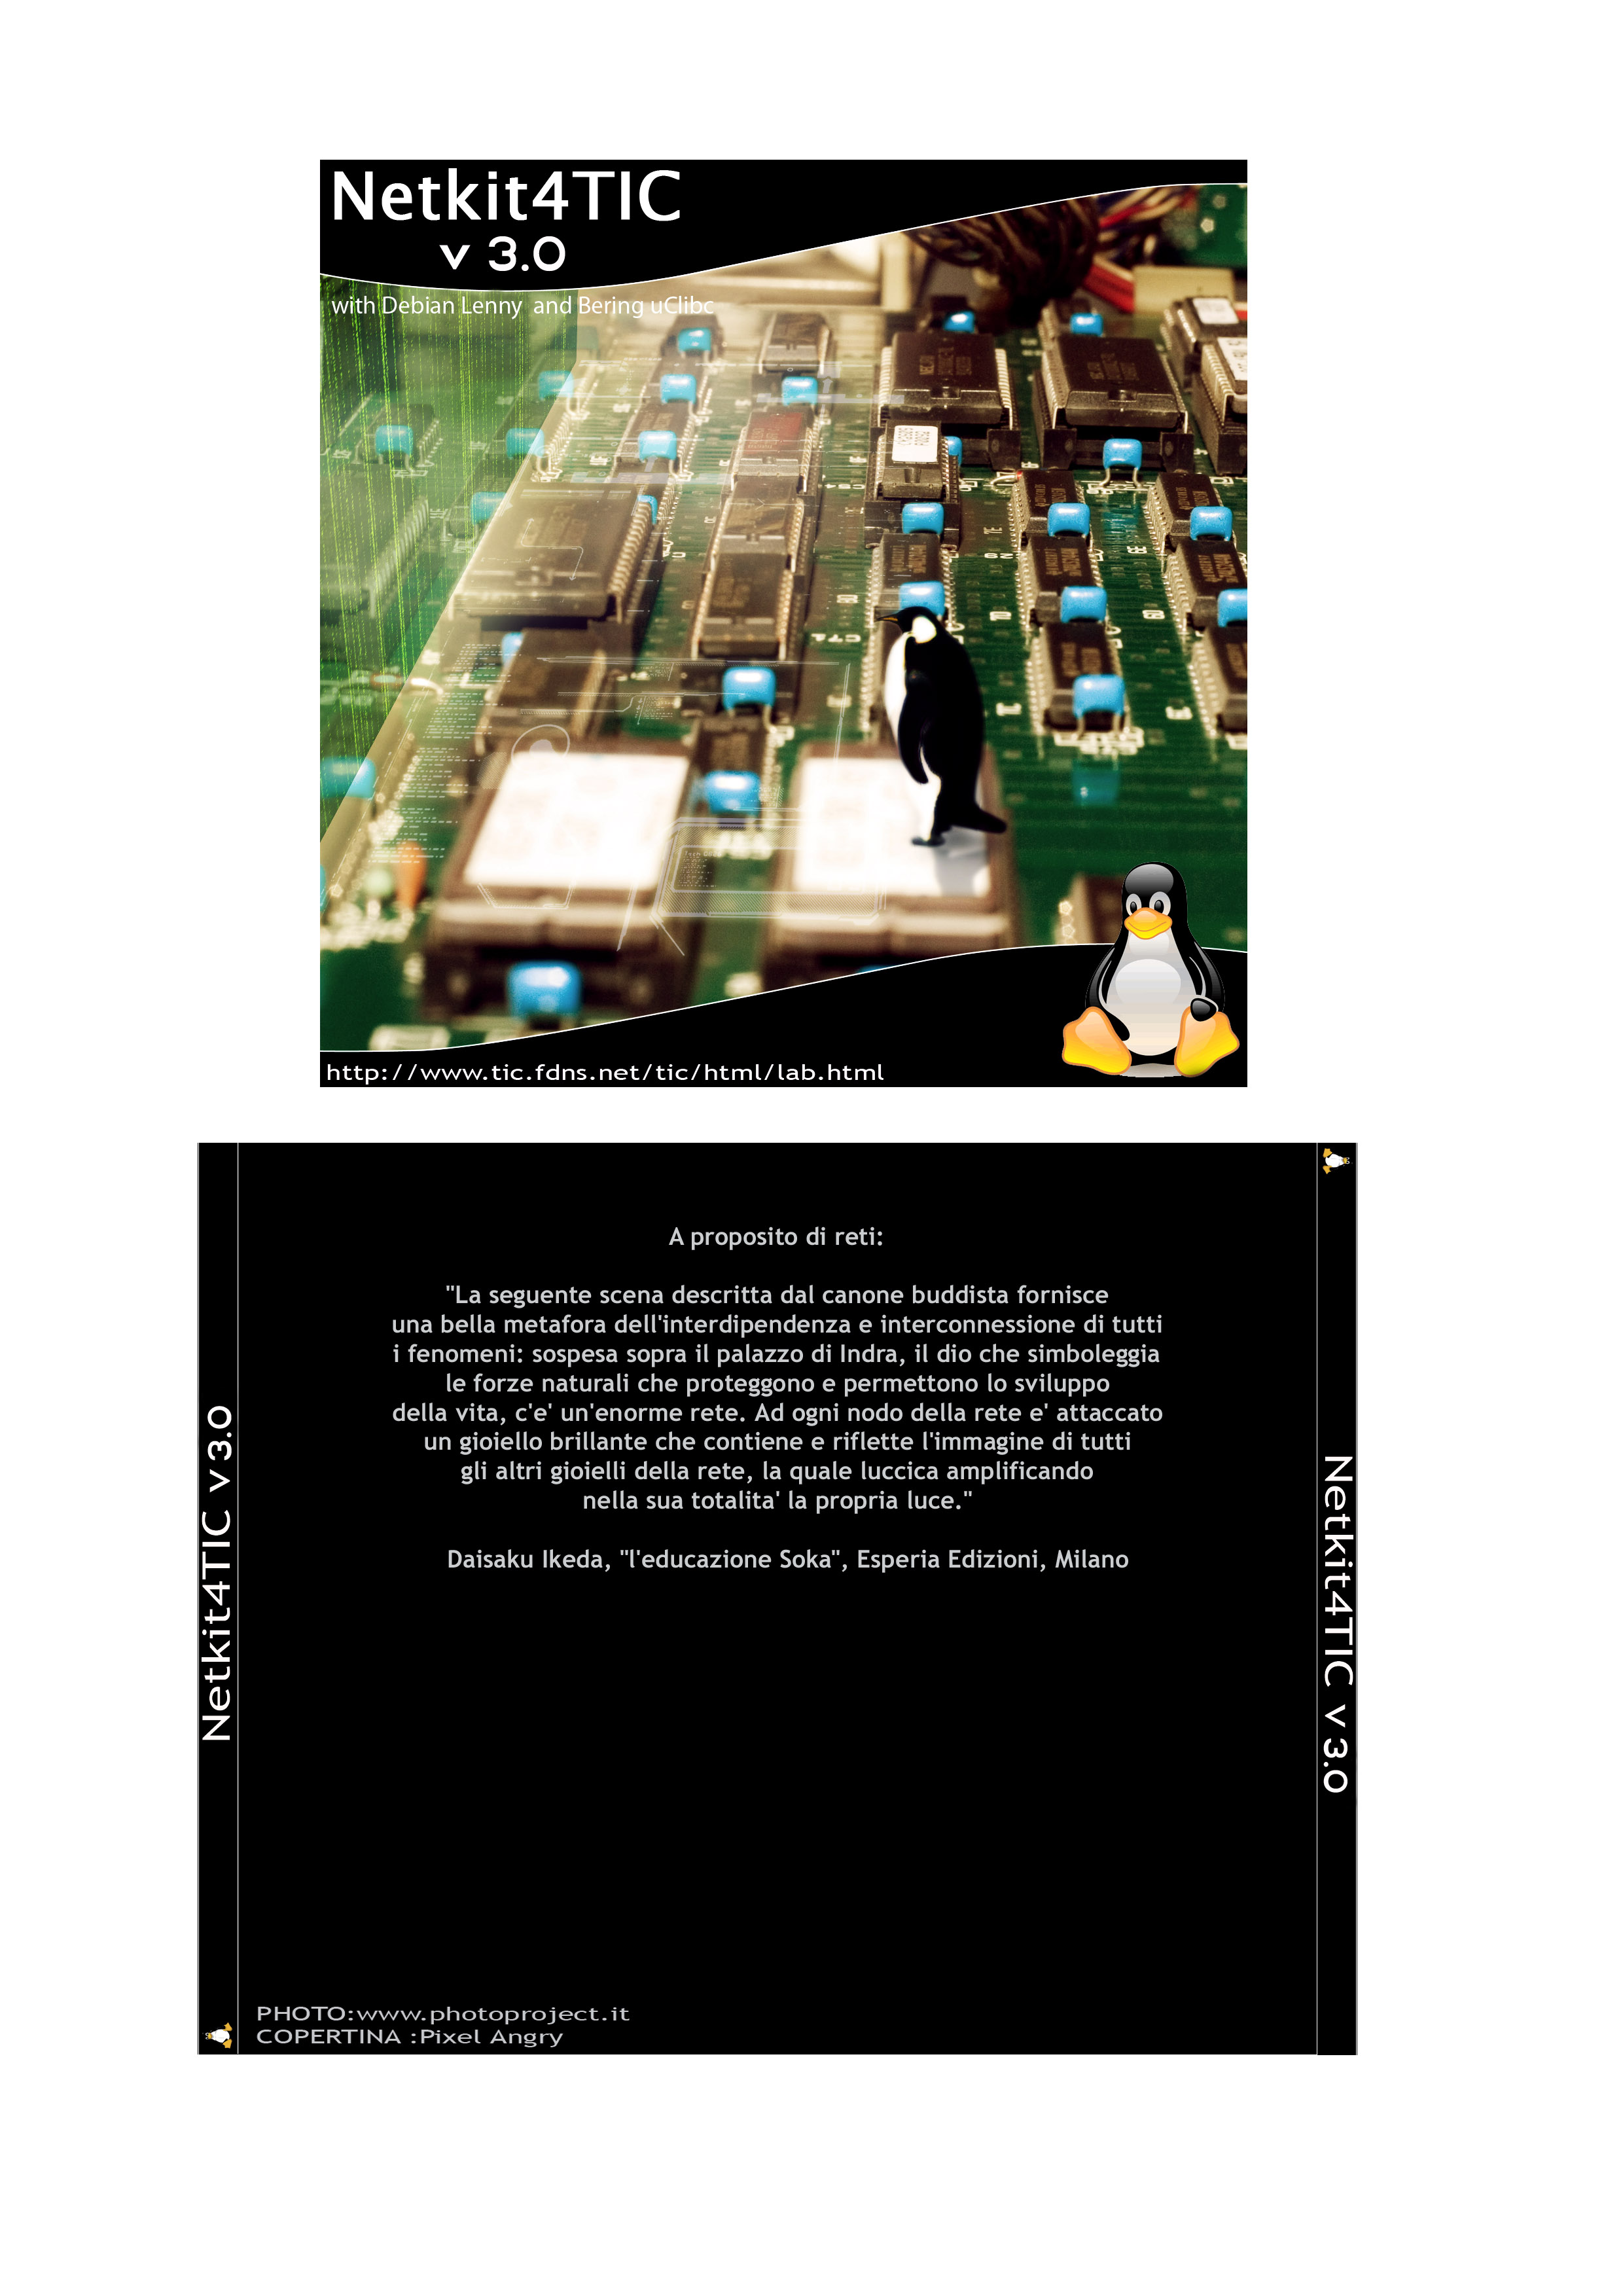 Netkit4TIC
v 3.0
with Debian Lenny and Bering uClibc
C74
http://www.tic.fdns.net/tic/html/lab.html
A proposito di reti:
"La seguente scena descritta dal canone buddista fornisce
una bella metafora dell'interdipendenza e interconnessione di tutti
i fenomeni: sospesa sopra il palazzo di Indra, il dio che simboleggia
le forze naturali che proteggono e permettono lo sviluppo
della vita, c'e' un'enorme rete. Ad ogni nodo della rete e' attaccato
un gioiello brillante che contiene e riflette l'immagine di tutti
gli altri gioielli della rete, la quale luccica amplificando
nella sua totalita' la propria luce."
Daisaku Ikeda, "l'educazione Soka", Esperia Edizioni, Milano
Netkit4TIC v 3.0
Netkit4TIC v 3.0
PHOTO:www.photoproject.it
COPERTINA :Pixel Angry